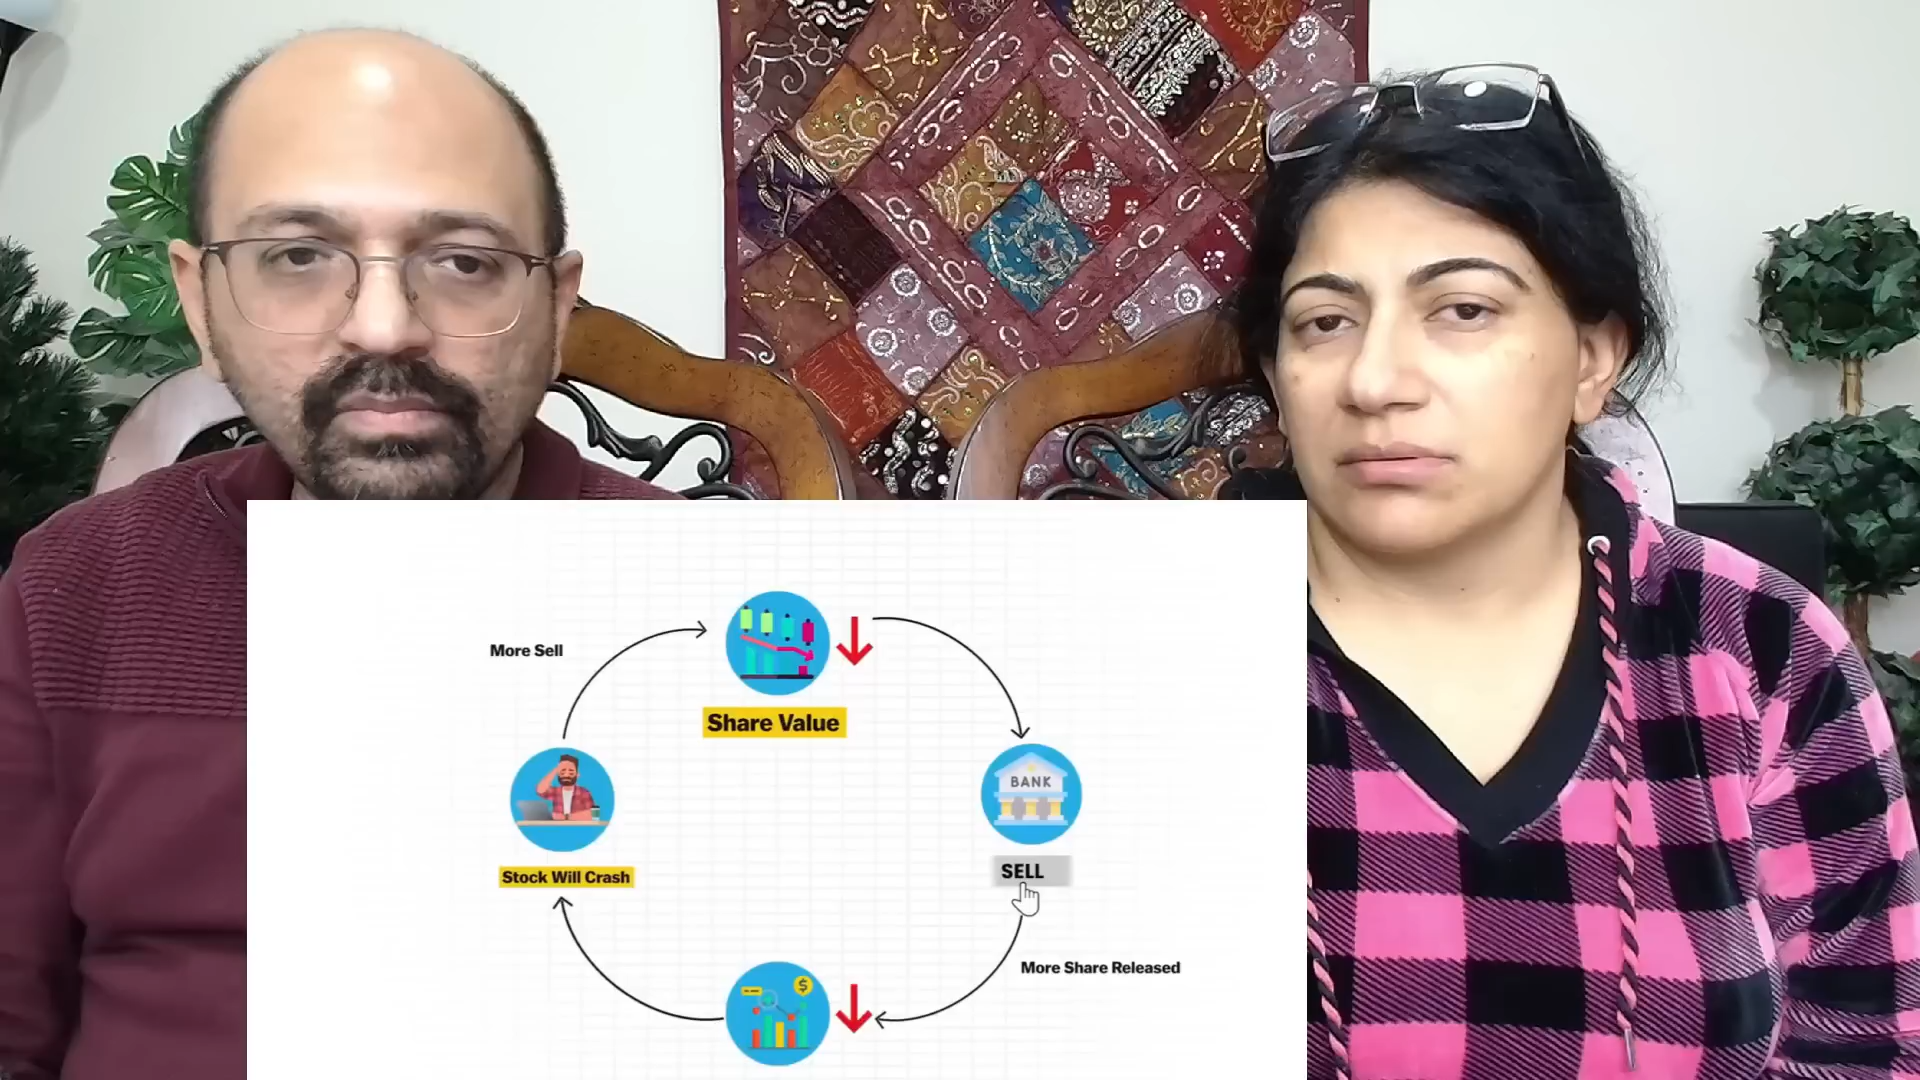 More Sell
Share Value
BANK
SELL
Stock Will Crash
More Share Released
$